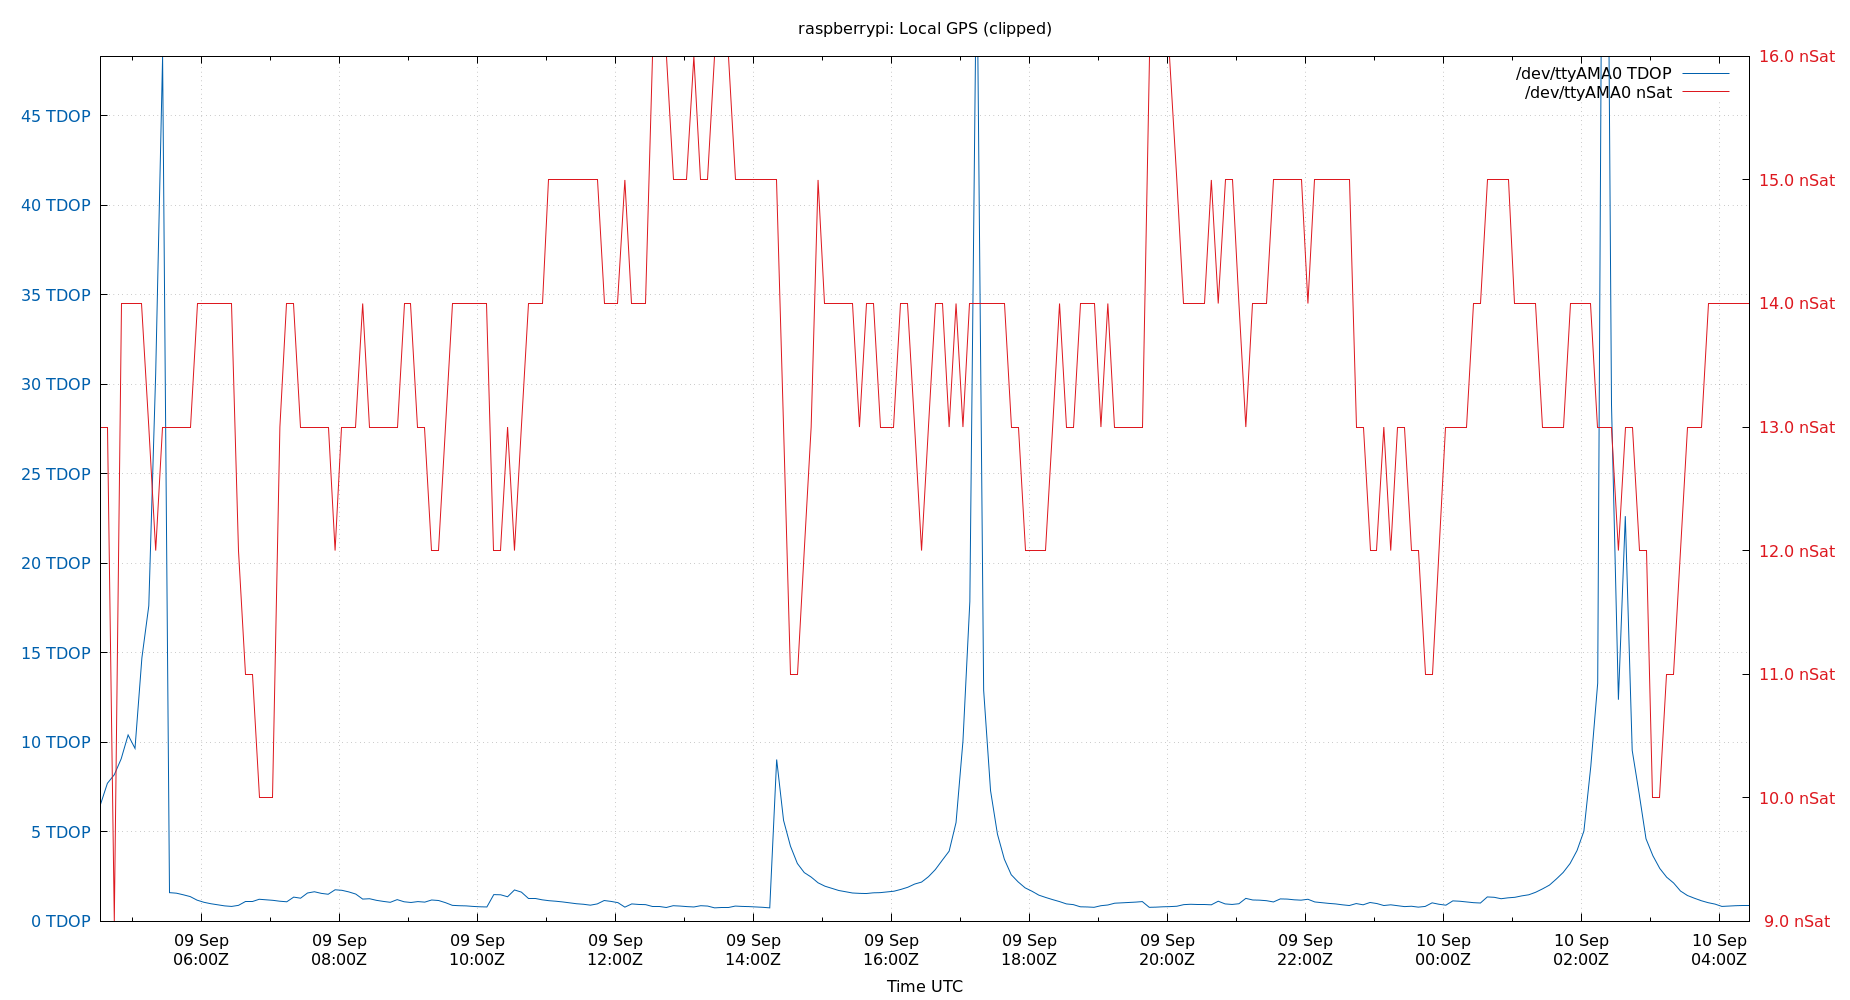 raspberrypi: Local GPS (clipped)
/dev/ttyAMA0 TDOP
/dev/ttyAMA0 nSat
45 TDOP
40 TDOP
35 TDOP
30 TDOP
25 TDOP
20 TDOP
15 TDOP
10 TDOP
5 TDOP
0 TDOP
16.0 nSat
15.0 nSat
14.0 nSat
13.0 nSat
12.0 nSat
11.0 nSat
10.0 nSat
9.0 nSat
09 Sep
06:00Z
09 Sep
08:00Z
09 Sep
10:00Z
09 Sep
12:00Z
09 Sep
14:00Z
09 Sep
16:00Z
09 Sep
18:00Z
09 Sep
20:00Z
09 Sep
22:00Z
10 Sep
00:00Z
10 Sep
02:00Z
10 Sep
04:00Z
Time UTC